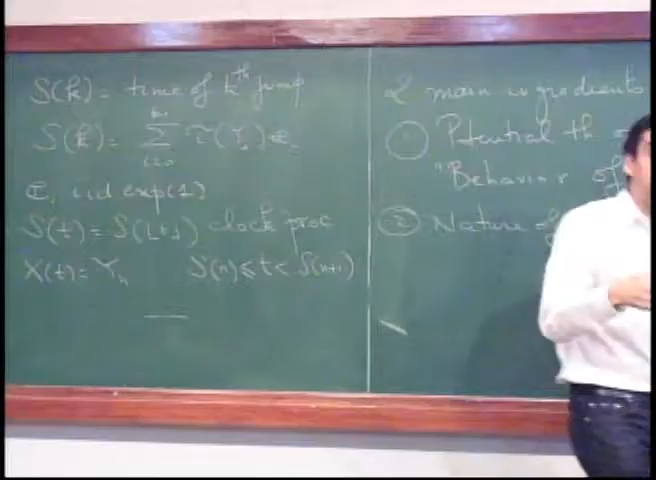 S(k) = time of k^th jump
S(k) = Σ_{i=0}^{k-1} τ(Y_i) e_i
e_i iid exp(1)
S(t) = S(⌊t⌋) clock proc
X(t) = Y_n   S(n) ≤ t < S(n+1)
2 main ingredients
① Potential th
"Behavior of
② Nature of